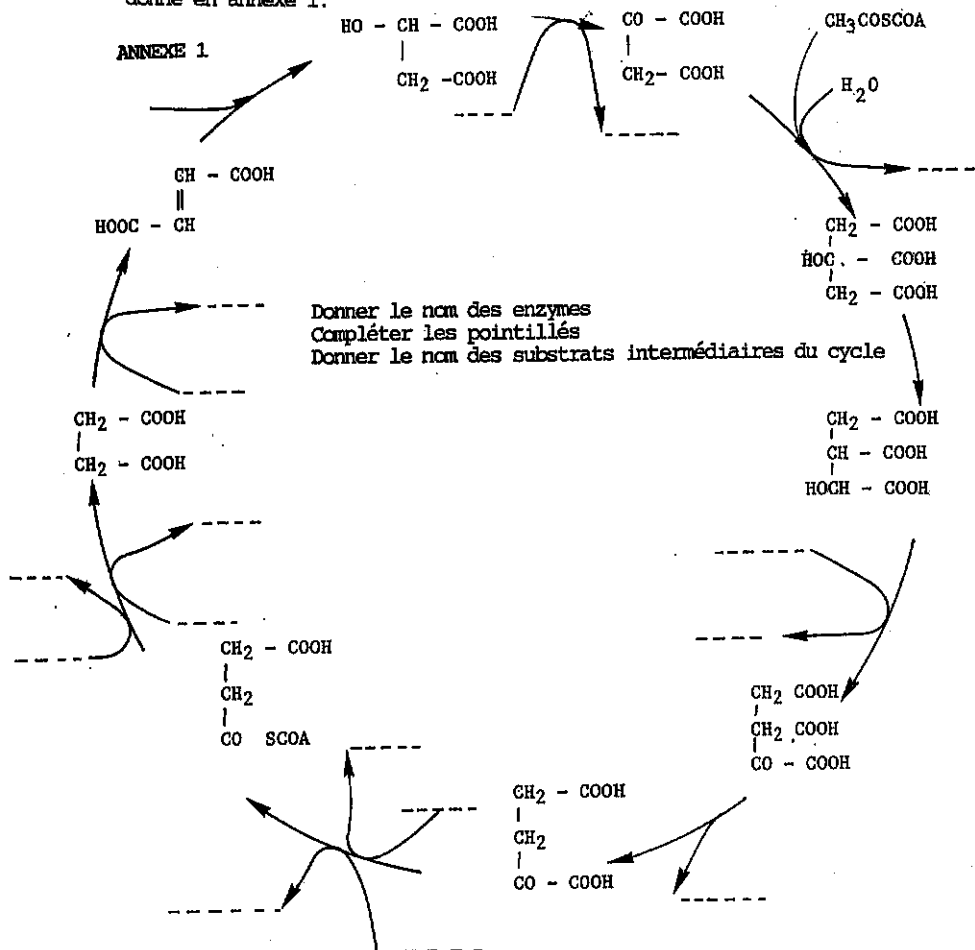 donné en annexe 1.
ANNEXE 1
HO - CH - COOH
CH2 -COOH
CO - COOH
CH2- COOH
CH3COSCOA
H2O
CH - COOH
HOOC - CH
CH2 - COOH
HOC. - COOH
CH2 - COOH
Donner le nom des enzymes
Compléter les pointillés
Donner le nom des substrats intermédiaires du cycle
CH2 - COOH
CH2 - COOH
CH2 - COOH
CH - COOH
HOCH - COOH
CH2 - COOH
CH2
CO SCOA
CH2 COOH
CH2 COOH
CO - COOH
CH2 - COOH
CH2
CO - COOH